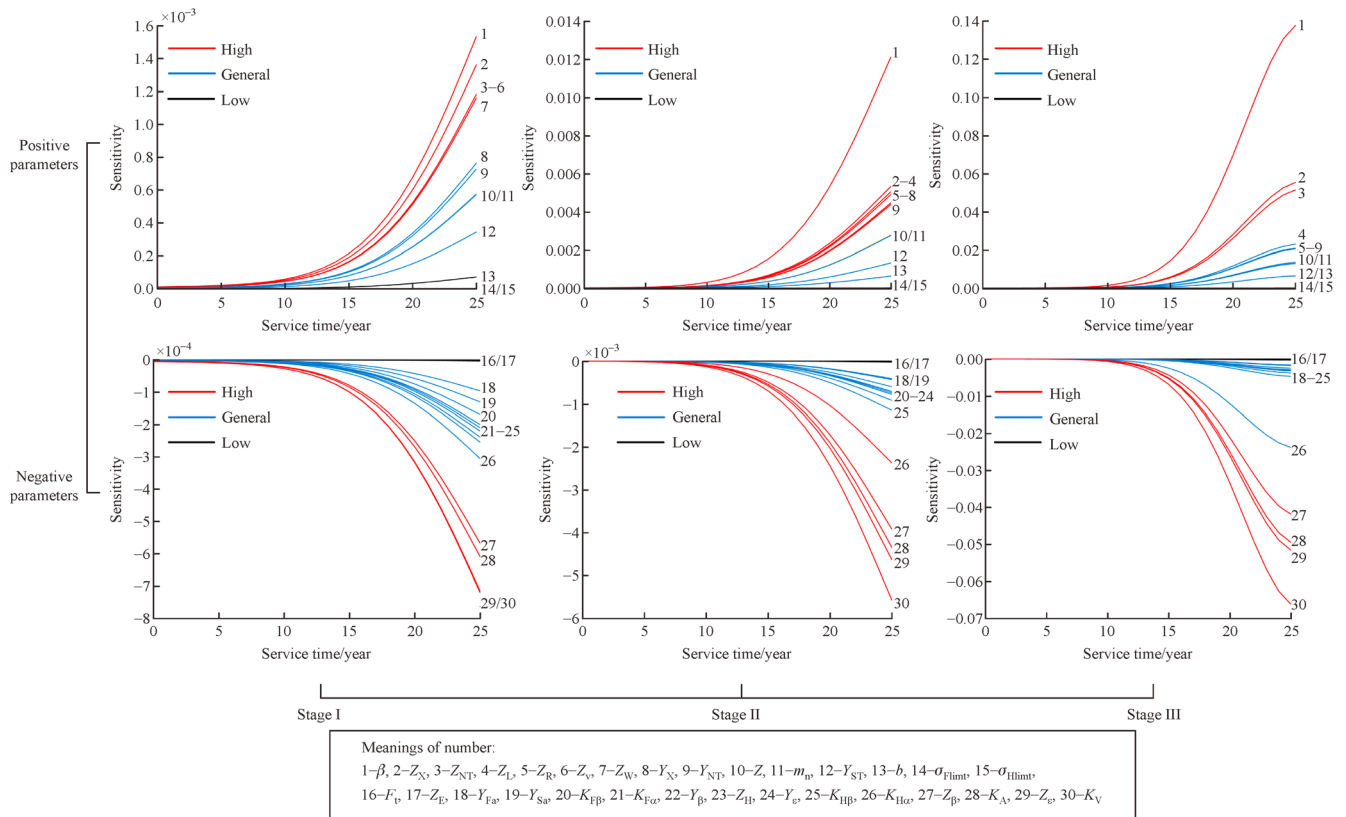 ×10⁻³
1.6
1.4
1.2
1.0
0.8
0.6
0.4
0.2
0.0
Sensitivity
High
General
Low
1
2
3−6
7
8
9
10/11
12
13
14/15
0 5 10 15 20 25
Service time/year
0.014
0.012
0.010
0.008
0.006
0.004
0.002
0.000
Sensitivity
High
General
Low
1
2−4
5−8
9
10/11
12
13
14/15
0 5 10 15 20 25
Service time/year
0.14
0.12
0.10
0.08
0.06
0.04
0.02
0.00
Sensitivity
High
General
Low
1
2
3
4
5−9
10/11
12/13
14/15
0 5 10 15 20 25
Service time/year
Positive
parameters
Negative
parameters
×10⁻⁴
0
−1
−2
−3
−4
−5
−6
−7
−8
Sensitivity
High
General
Low
16/17
18
19
20
21−25
26
27
28
29/30
0 5 10 15 20 25
Service time/year
×10⁻³
0
−1
−2
−3
−4
−5
−6
Sensitivity
High
General
Low
16/17
18/19
20−24
25
26
27
28
29
30
0 5 10 15 20 25
Service time/year
0.00
−0.01
−0.02
−0.03
−0.04
−0.05
−0.06
−0.07
Sensitivity
High
General
Low
16/17
18−25
26
27
28
29
30
0 5 10 15 20 25
Service time/year
Stage I Stage II Stage III
Meanings of number:
1−β, 2−Z_X, 3−Z_NT, 4−Z_L, 5−Z_R, 6−Z_v, 7−Z_W, 8−Y_X, 9−Y_NT, 10−Z, 11−m_n, 12−Y_ST, 13−b, 14−σ_Flimt, 15−σ_Hlimt,
16−F_t, 17−Z_E, 18−Y_Fa, 19−Y_Sa, 20−K_Fβ, 21−K_Fα, 22−Y_β, 23−Z_H, 24−Y_ε, 25−K_Hβ, 26−K_Hα, 27−Z_β, 28−K_A, 29−Z_ε, 30−K_V